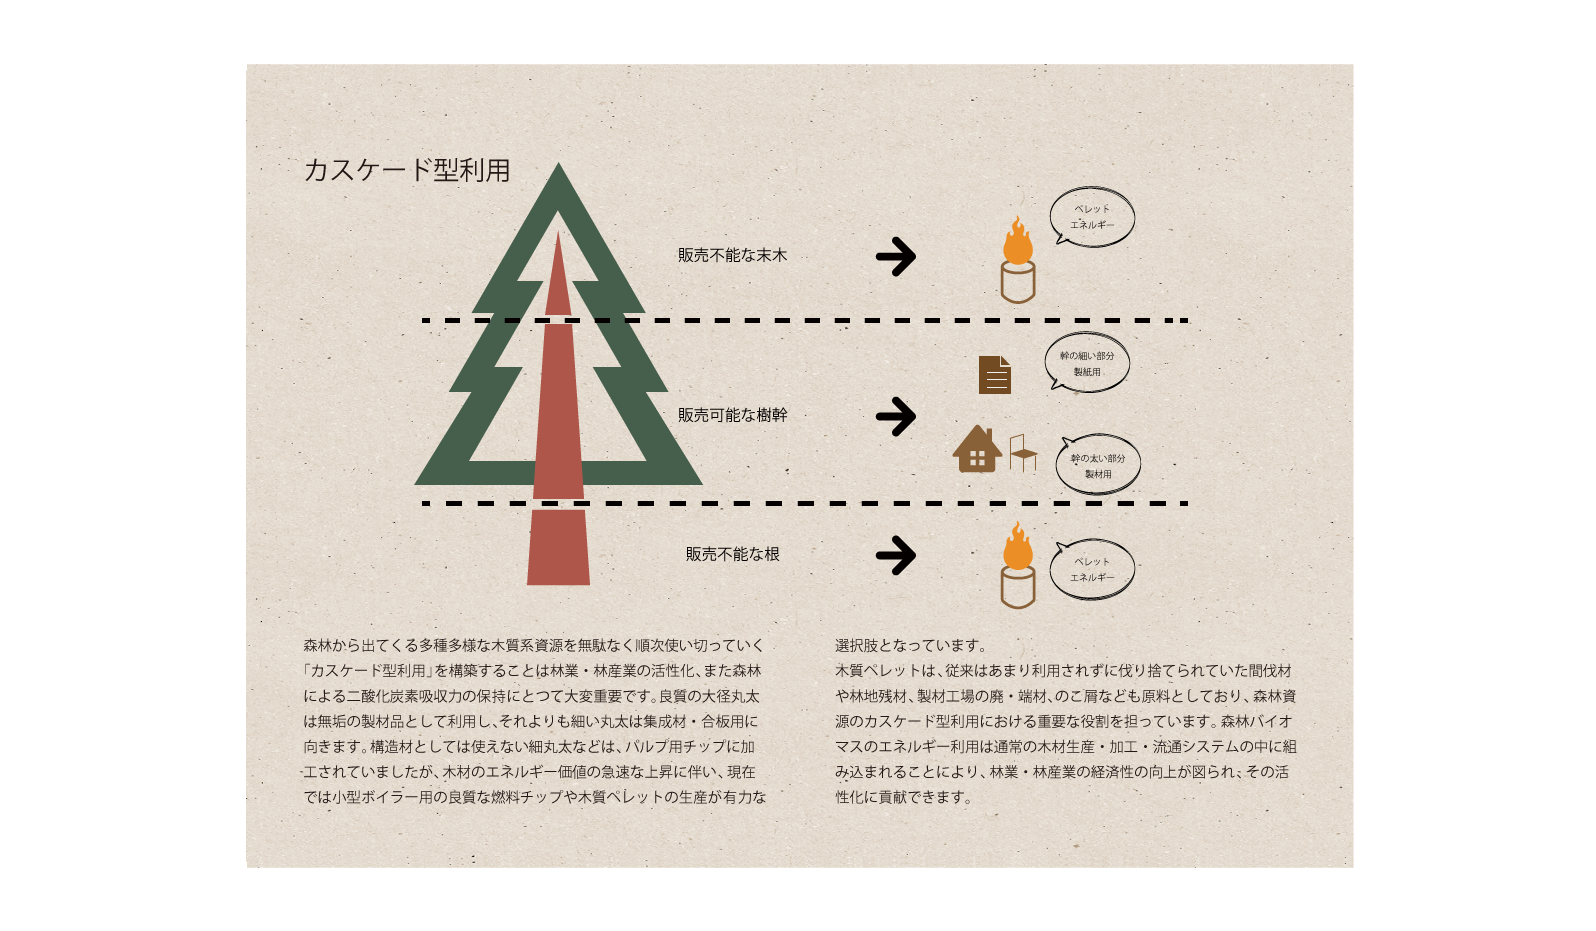 カスケード型利用
販売不能な末木
ペレット
エネルギー
販売可能な樹幹
幹の細い部分
製紙用
幹の太い部分
製材用
販売不能な根
ペレット
エネルギー
森林から出てくる多種多様な木質系資源を無駄なく順次使い切っていく
「カスケード型利用」を構築することは林業・林産業の活性化、また森林
による二酸化炭素吸収力の保持にとつて大変重要です。良質の大径丸太
は無垢の製材品として利用し、それよりも細い丸太は集成材・合板用に
向きます。構造材としては使えない細丸太などは、パルプ用チップに加
工されていましたが、木材のエネルギー価値の急速な上昇に伴い、現在
では小型ボイラー用の良質な燃料チップや木質ペレットの生産が有力な
選択肢となっています。
木質ペレットは、従来はあまり利用されずに伐り捨てられていた間伐材
や林地残材、製材工場の廃・端材、のこ屑なども原料としており、森林資
源のカスケード型利用における重要な役割を担っています。森林バイオ
マスのエネルギー利用は通常の木材生産・加工・流通システムの中に組
み込まれることにより、林業・林産業の経済性の向上が図られ、その活
性化に貢献できます。